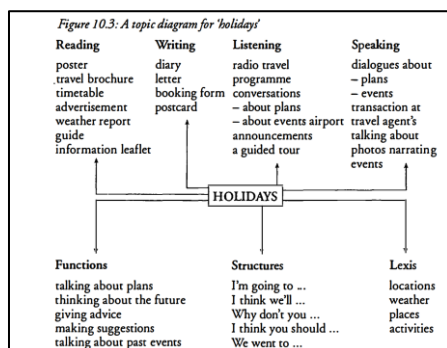 Figure 10.3: A topic diagram for 'holidays'
Reading
poster
travel brochure
timetable
advertisement
weather report
guide
information leaflet
Writing
diary
letter
booking form
postcard
Listening
radio travel
programme
conversations
– about plans
– about events airport
announcements
a guided tour
Speaking
dialogues about
– plans
– events
transaction at
travel agent's
talking about
photos narrating
events
HOLIDAYS
Functions
talking about plans
thinking about the future
giving advice
making suggestions
talking about past events
Structures
I'm going to ...
I think we'll ...
Why don't you ...
I think you should ...
We went to ...
Lexis
locations
weather
places
activities